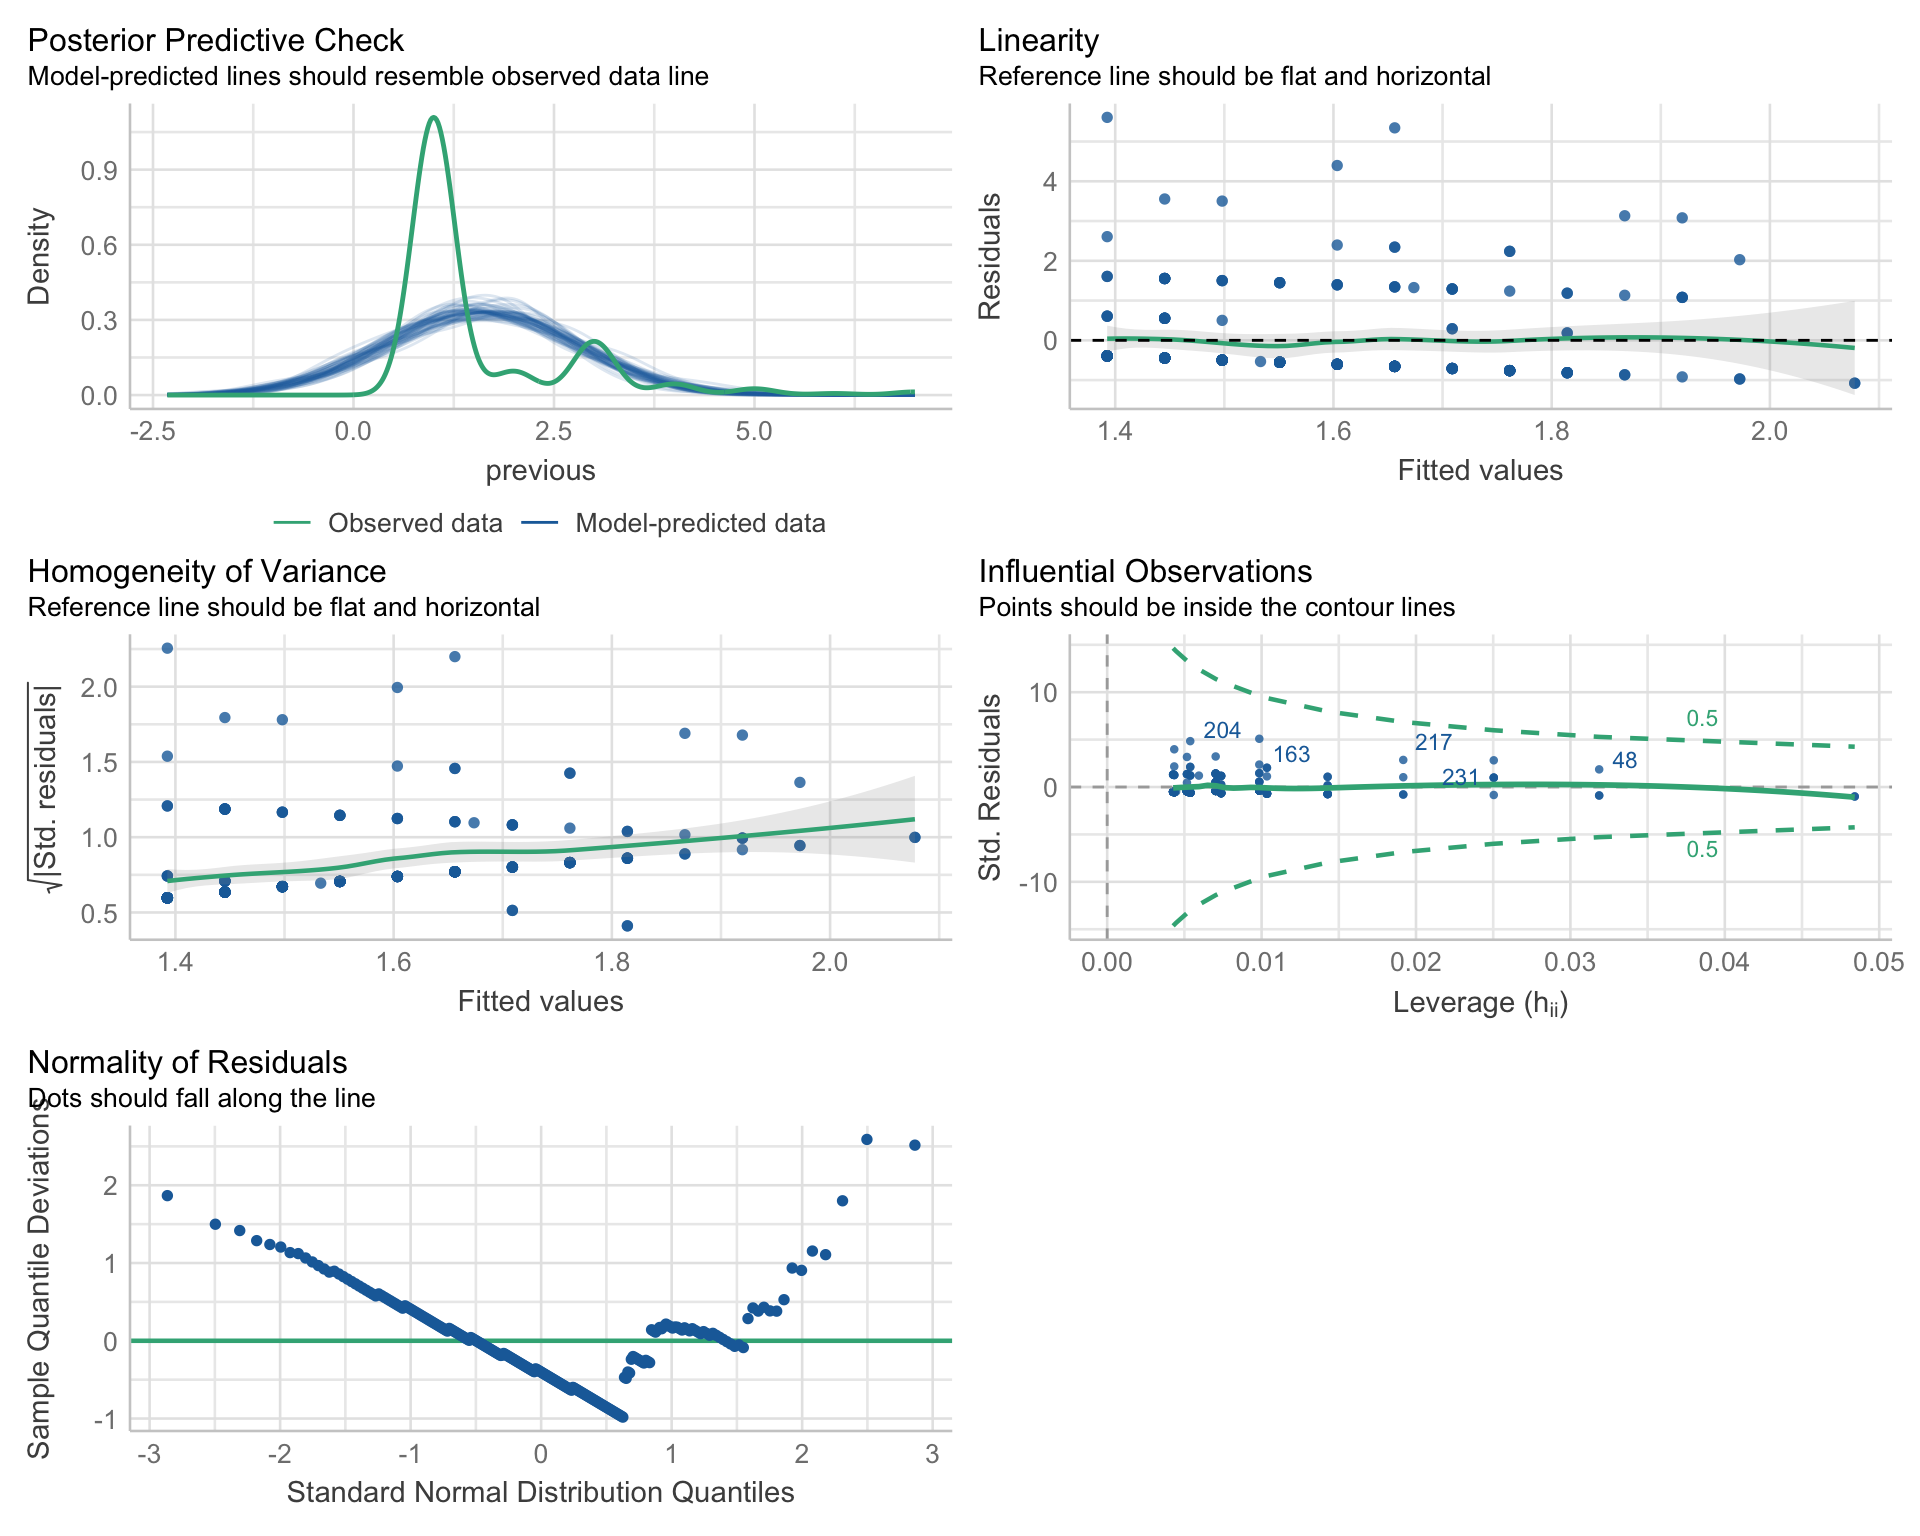 Posterior Predictive Check
Model-predicted lines should resemble observed data line
Density
0.9
0.6
0.3
0.0
-2.5 0.0 2.5 5.0
previous
Observed data Model-predicted data
Linearity
Reference line should be flat and horizontal
Residuals
4
2
0
1.4 1.6 1.8 2.0
Fitted values
Homogeneity of Variance
Reference line should be flat and horizontal
√|Std. residuals|
2.0
1.5
1.0
0.5
1.4 1.6 1.8 2.0
Fitted values
Influential Observations
Points should be inside the contour lines
Std. Residuals
10
0
-10
0.5
204
217
163
48
231
0.5
0.00 0.01 0.02 0.03 0.04 0.05
Leverage (hᵢᵢ)
Normality of Residuals
Dots should fall along the line
Sample Quantile Deviations
2
1
0
-1
-3 -2 -1 0 1 2 3
Standard Normal Distribution Quantiles